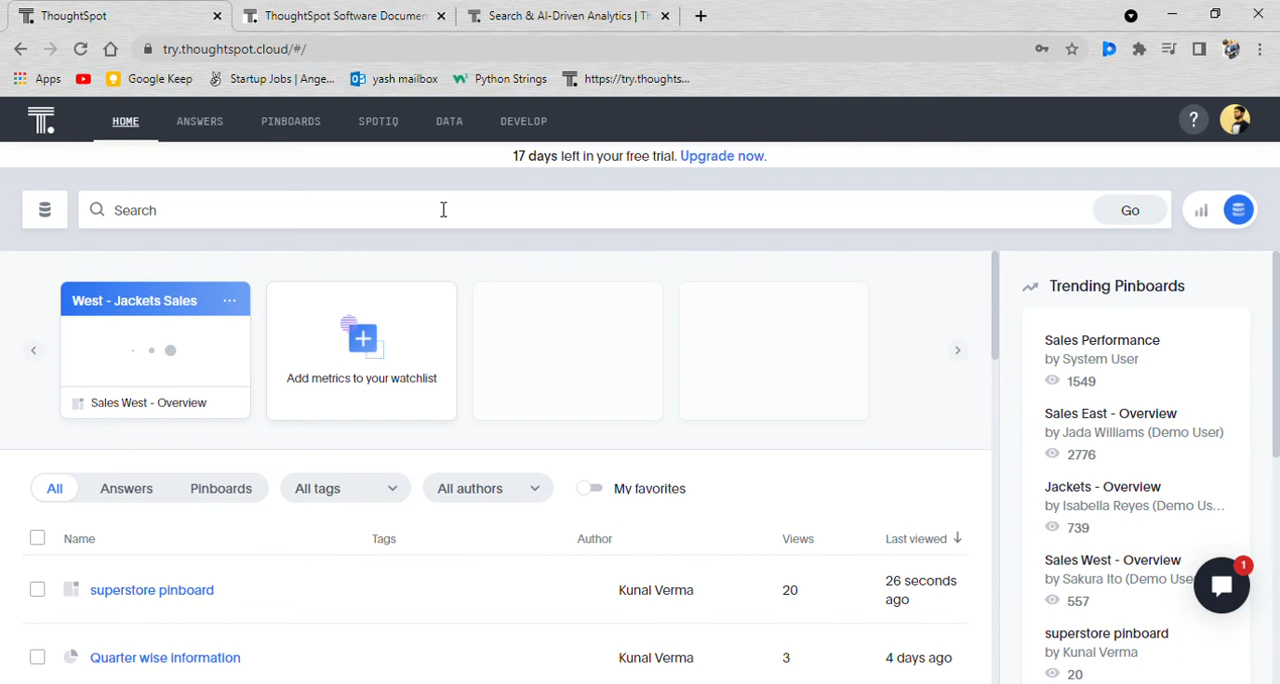 ThoughtSpot
ThoughtSpot Software Documen
Search & AI-Driven Analytics | Th
try.thoughtspot.cloud/#/
Apps
Google Keep
Startup Jobs | Ange...
yash mailbox
Python Strings
https://try.thoughts...
HOME
ANSWERS
PINBOARDS
SPOTIQ
DATA
DEVELOP
?
17 days left in your free trial. Upgrade now.
Search
Go
West - Jackets Sales
Sales West - Overview
Add metrics to your watchlist
Trending Pinboards
Sales Performance
by System User
1549
Sales East - Overview
by Jada Williams (Demo User)
2776
Jackets - Overview
by Isabella Reyes (Demo Us...
739
Sales West - Overview
by Sakura Ito (Demo Use
557
superstore pinboard
by Kunal Verma
20
1
All
Answers
Pinboards
All tags
All authors
My favorites
Name
Tags
Author
Views
Last viewed
superstore pinboard
Kunal Verma
20
26 seconds
ago
Quarter wise information
Kunal Verma
3
4 days ago